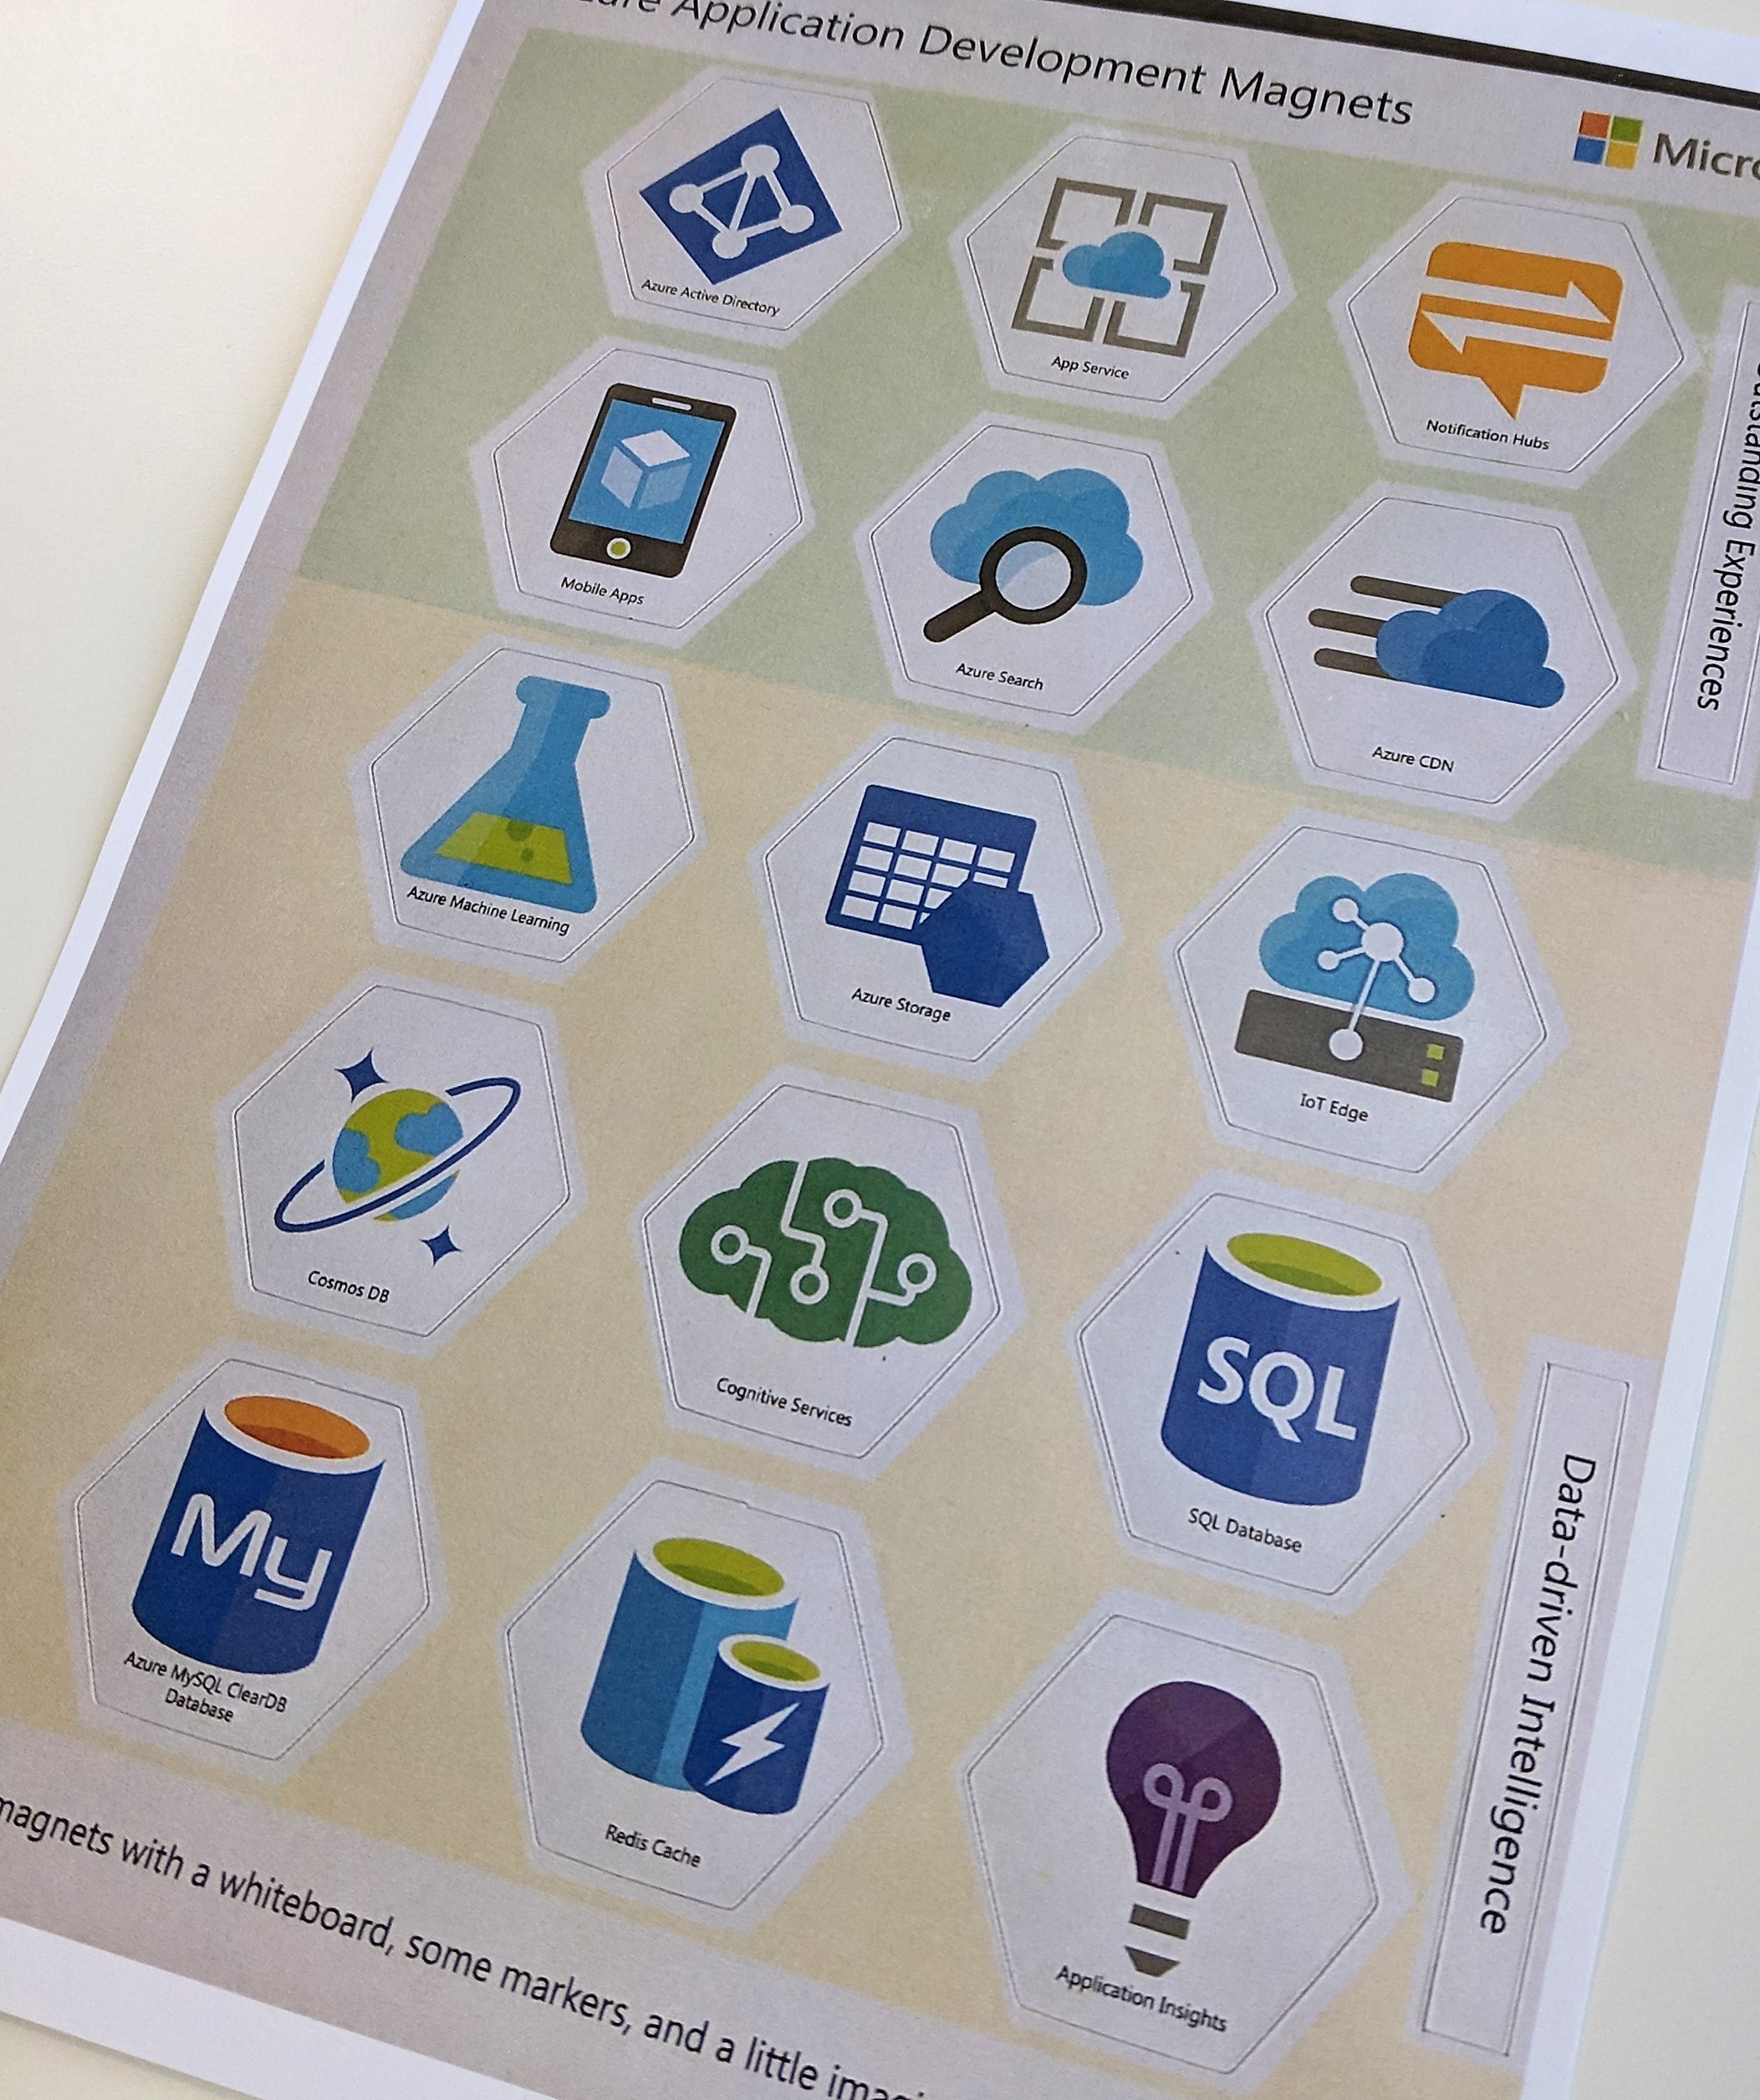 Application Development Magnets
Azure Active Directory
App Service
Notification Hubs
Mobile Apps
Azure Search
Azure CDN
Experiences
Azure Machine Learning
Azure Storage
IoT Edge
Cosmos DB
Cognitive Services
SQL
SQL Database
My
Azure MySQL ClearDB
Database
Redis Cache
Application Insights
Data-driven Intelligence
magnets with a whiteboard, some markers, and a little